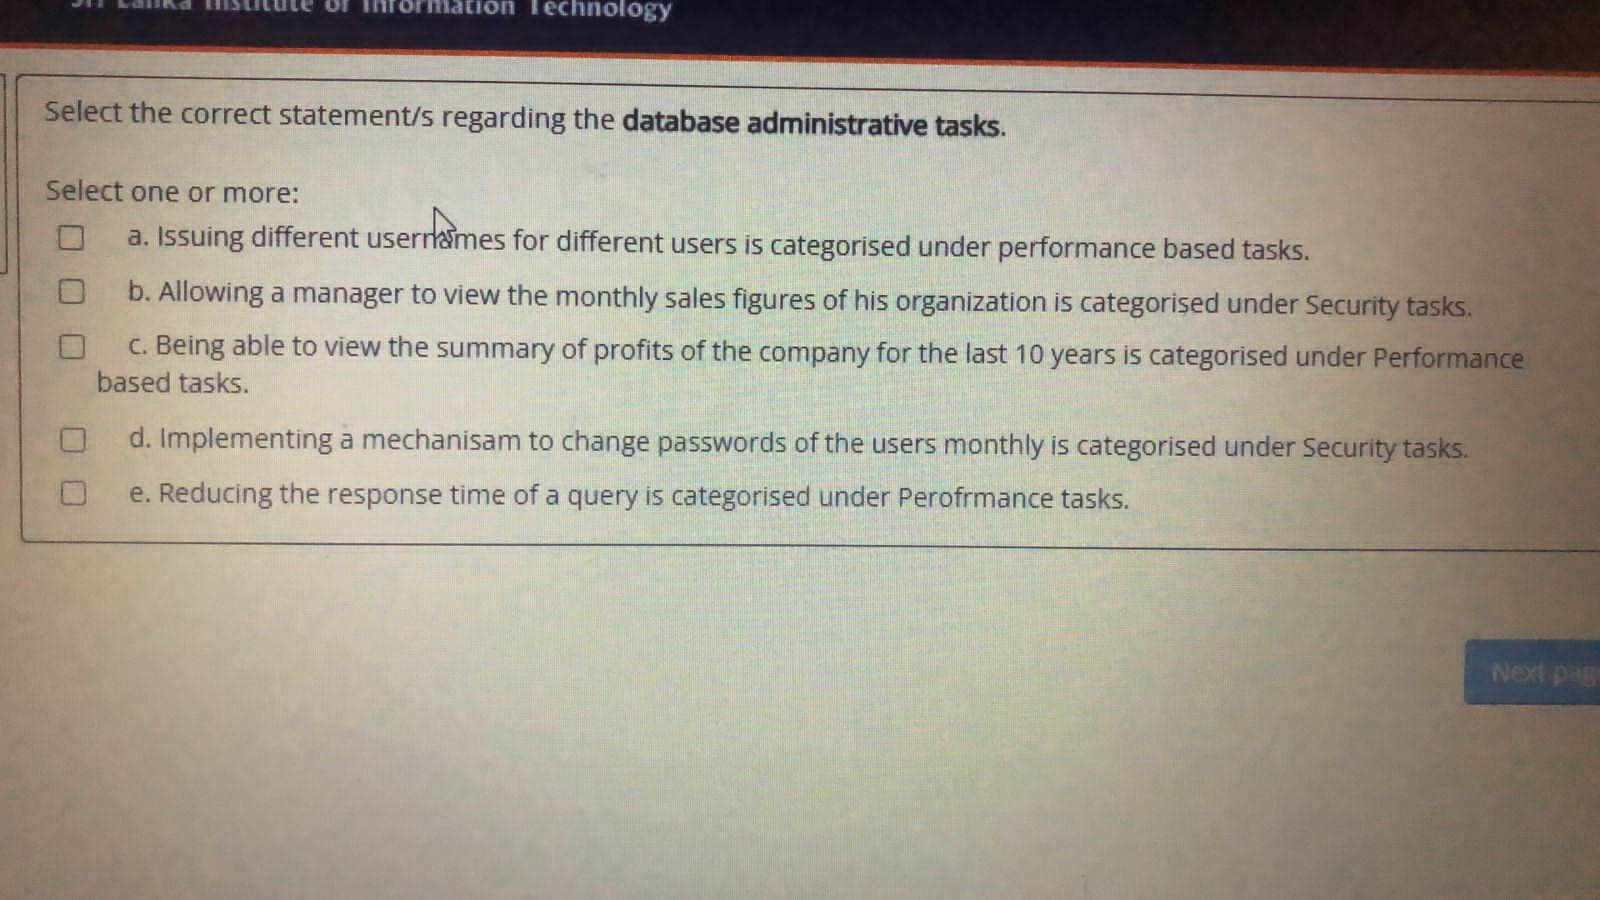 Sri Lanka Institute of Information Technology
Select the correct statement/s regarding the database administrative tasks.
Select one or more:
a. Issuing different usernames for different users is categorised under performance based tasks.
b. Allowing a manager to view the monthly sales figures of his organization is categorised under Security tasks.
c. Being able to view the summary of profits of the company for the last 10 years is categorised under Performance
based tasks.
d. Implementing a mechanisam to change passwords of the users monthly is categorised under Security tasks.
e. Reducing the response time of a query is categorised under Perofrmance tasks.
Next page